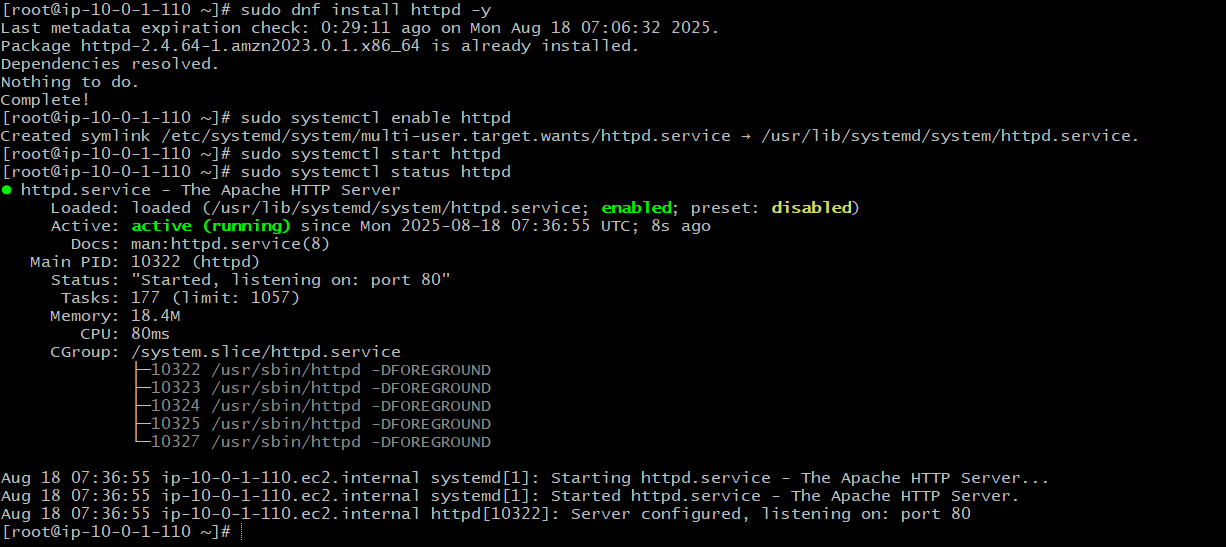 [root@ip-10-0-1-110 ~]# sudo dnf install httpd -y
Last metadata expiration check: 0:29:11 ago on Mon Aug 18 07:06:32 2025.
Package httpd-2.4.64-1.amzn2023.0.1.x86_64 is already installed.
Dependencies resolved.
Nothing to do.
Complete!
[root@ip-10-0-1-110 ~]# sudo systemctl enable httpd
Created symlink /etc/systemd/system/multi-user.target.wants/httpd.service → /usr/lib/systemd/system/httpd.service.
[root@ip-10-0-1-110 ~]# sudo systemctl start httpd
[root@ip-10-0-1-110 ~]# sudo systemctl status httpd
● httpd.service - The Apache HTTP Server
     Loaded: loaded (/usr/lib/systemd/system/httpd.service; enabled; preset: disabled)
     Active: active (running) since Mon 2025-08-18 07:36:55 UTC; 8s ago
       Docs: man:httpd.service(8)
   Main PID: 10322 (httpd)
     Status: "Started, listening on: port 80"
      Tasks: 177 (limit: 1057)
     Memory: 18.4M
        CPU: 80ms
     CGroup: /system.slice/httpd.service
             ├─10322 /usr/sbin/httpd -DFOREGROUND
             ├─10323 /usr/sbin/httpd -DFOREGROUND
             ├─10324 /usr/sbin/httpd -DFOREGROUND
             ├─10325 /usr/sbin/httpd -DFOREGROUND
             └─10327 /usr/sbin/httpd -DFOREGROUND

Aug 18 07:36:55 ip-10-0-1-110.ec2.internal systemd[1]: Starting httpd.service - The Apache HTTP Server...
Aug 18 07:36:55 ip-10-0-1-110.ec2.internal systemd[1]: Started httpd.service - The Apache HTTP Server.
Aug 18 07:36:55 ip-10-0-1-110.ec2.internal httpd[10322]: Server configured, listening on: port 80
[root@ip-10-0-1-110 ~]#